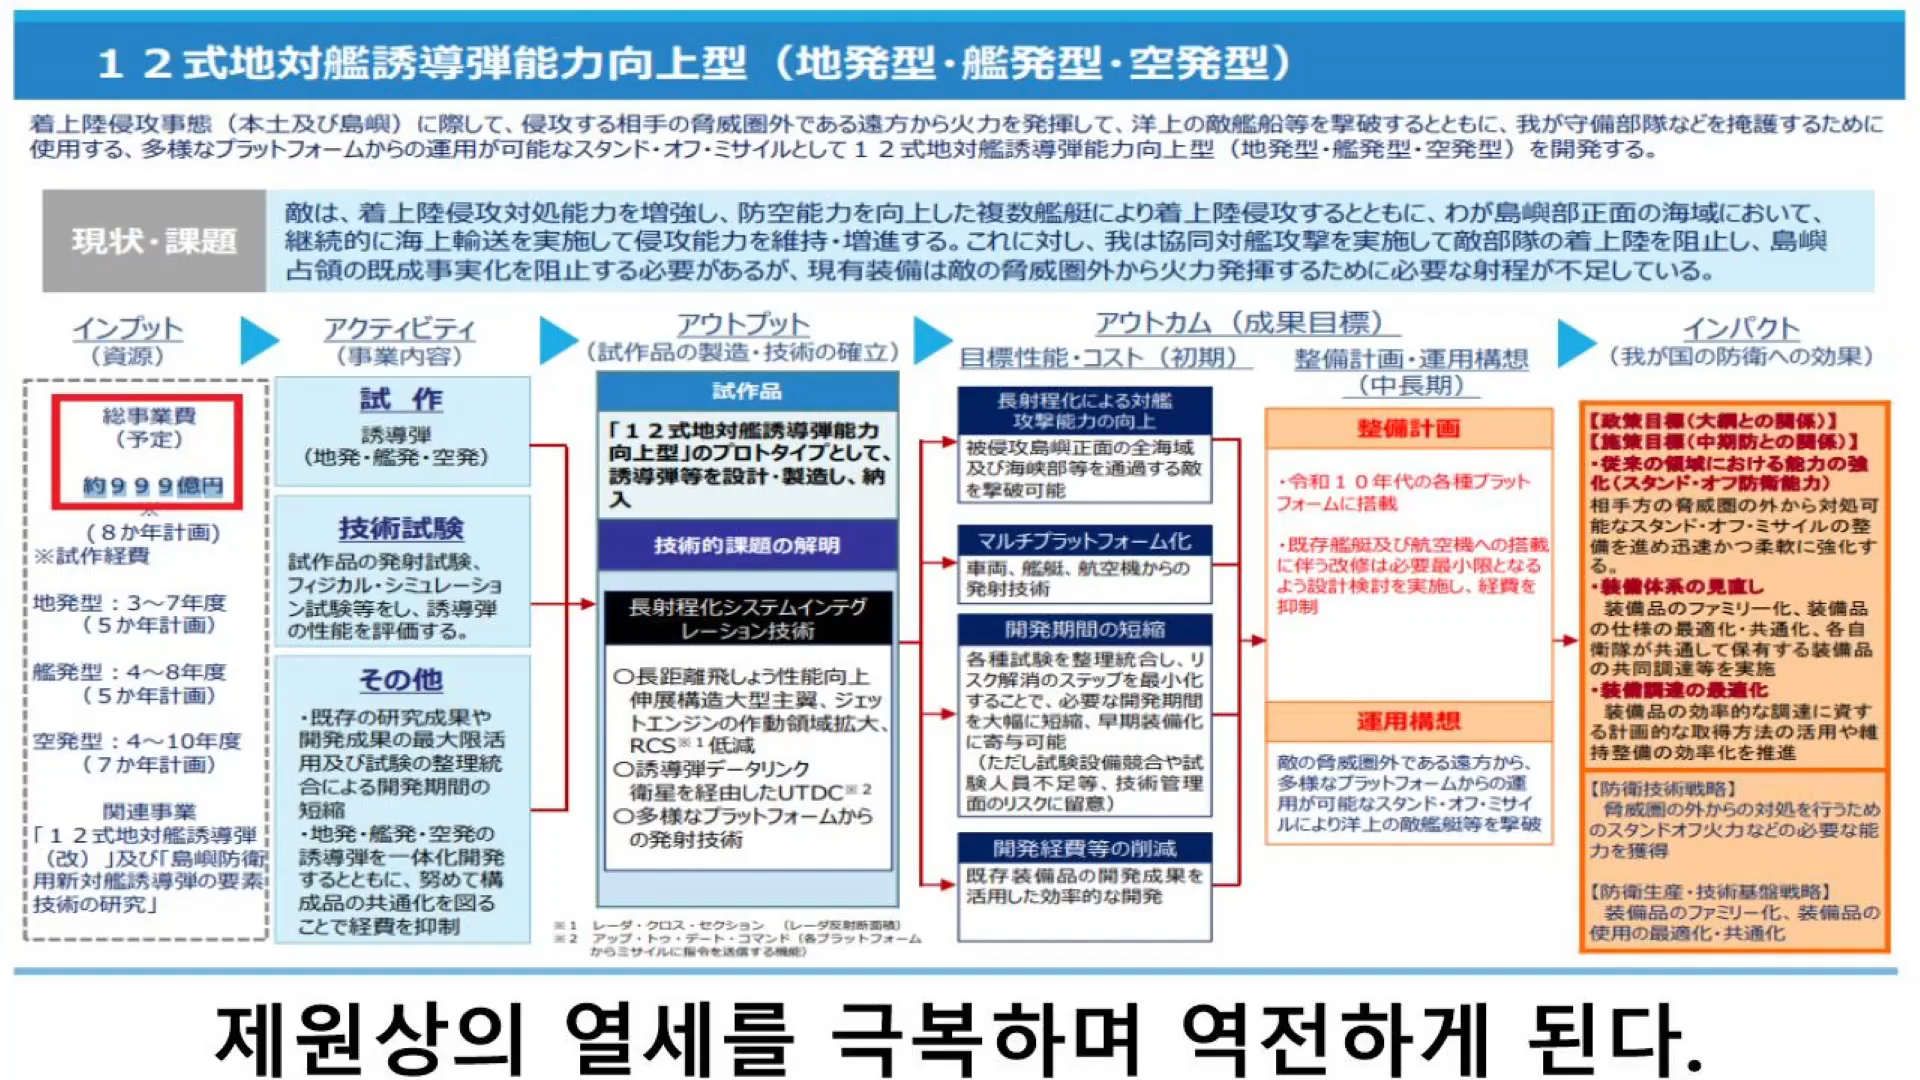 １２式地対艦誘導弾能力向上型（地発型･艦発型･空発型）
着上陸侵攻事態（本土及び島嶼）に際して、侵攻する相手の脅威圏外である遠方から火力を発揮して、洋上の敵艦船等を撃破するとともに、我が守備部隊などを掩護するために
使用する、多様なプラットフォームからの運用が可能なスタンド･オフ･ミサイルとして１２式地対艦誘導弾能力向上型（地発型･艦発型･空発型）を開発する。
現状･課題
敵は、着上陸侵攻対処能力を増強し、防空能力を向上した複数艦艇により着上陸侵攻するとともに、わが島嶼部正面の海域において、
継続的に海上輸送を実施して侵攻能力を維持･増進する。これに対し、我は協同対艦攻撃を実施して敵部隊の着上陸を阻止し、島嶼
占領の既成事実化を阻止する必要があるが、現有装備は敵の脅威圏外から火力発揮するために必要な射程が不足している。
インプット
（資源）
総事業費
（予定）
約９９９億円
※
（８か年計画）
※試作経費
地発型：３～７年度
（５か年計画）
艦発型：４～８年度
（５か年計画）
空発型：４～10年度
（７か年計画）
関連事業
｢１２式地対艦誘導弾
（改）｣及び｢島嶼防衛
用新対艦誘導弾の要素
技術の研究｣
アクティビティ
（事業内容）
試 作
誘導弾
（地発･艦発･空発）
技術試験
試作品の発射試験、
フィジカル･シミュレーショ
ン試験等をし、誘導弾
の性能を評価する。
その他
・既存の研究成果や
開発成果の最大限活
用及び試験の整理統
合による開発期間の
短縮
・地発･艦発･空発の
誘導弾を一体化開発
するとともに、努めて構
成品の共通化を図る
ことで経費を抑制
アウトプット
（試作品の製造･技術の確立）
試作品
｢１２式地対艦誘導弾能力
向上型｣のプロトタイプとして、
誘導弾等を設計･製造し、納
入
技術的課題の解明
長射程化システムインテグ
レーション技術
○長距離飛しょう性能向上
伸展構造大型主翼、ジェッ
トエンジンの作動領域拡大、
RCS※１低減
○誘導弾データリンク
衛星を経由したUTDC※２
○多様なプラットフォームから
の発射技術
※１ レーダ・クロス・セクション （レーダ反射断面積）
※２ アップ・トゥ・デート・コマンド（各プラットフォーム
からミサイルに指令を送信する機能）
アウトカム（成果目標）
目標性能･コスト（初期）
長射程化による対艦
攻撃能力の向上
被侵攻島嶼正面の全海域
及び海峡部等を通過する敵
を撃破可能
マルチプラットフォーム化
車両、艦艇、航空機からの
発射技術
開発期間の短縮
各種試験を整理統合し、リ
スク解消のステップを最小化
することで、必要な開発期間
を大幅に短縮、早期装備化
に寄与可能
（ただし試験設備競合や試
験人員不足等、技術管理
面のリスクに留意）
開発経費等の削減
既存装備品の開発成果を
活用した効率的な開発
整備計画･運用構想
（中長期）
整備計画
・令和１０年代の各種プラット
フォームに搭載
・既存艦艇及び航空機への搭載
に伴う改修は必要最小限となる
よう設計検討を実施し、経費を
抑制
運用構想
敵の脅威圏外である遠方から、
多様なプラットフォームからの運
用が可能なスタンド･オフ･ミサイ
ルにより洋上の敵艦艇等を撃破
インパクト
（我が国の防衛への効果）
【政策目標（大綱との関係）】
【施策目標（中期防との関係）】
・従来の領域における能力の強
化（スタンド･オフ防衛能力）
相手方の脅威圏の外から対処可
能なスタンド･オフ･ミサイルの整
備を進め迅速かつ柔軟に強化す
る。
・装備体系の見直し
装備品のファミリー化、装備品
の仕様の最適化･共通化、各自
衛隊が共通して保有する装備品
の共同調達等を実施
・装備調達の最適化
装備品の効率的な調達に資す
る計画的な取得方法の活用や維
持整備の効率化を推進
【防衛技術戦略】
脅威圏の外からの対処を行うため
のスタンドオフ火力などの必要な能
力を獲得
【防衛生産･技術基盤戦略】
装備品のファミリー化、装備品の
使用の最適化･共通化
제원상의 열세를 극복하며 역전하게 된다.